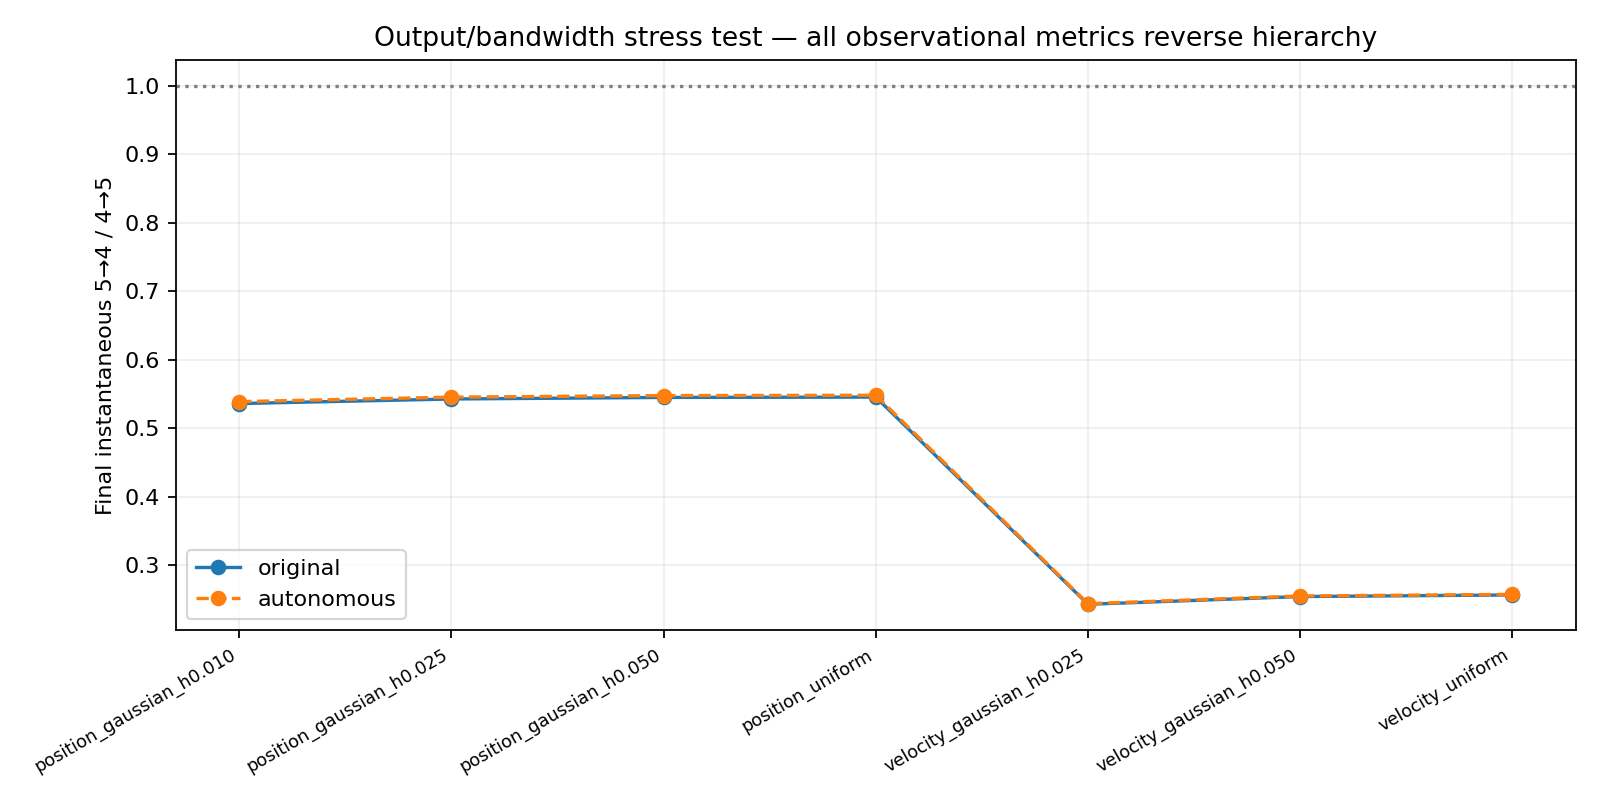 Output/bandwidth stress test — all observational metrics reverse hierarchy
Final instantaneous 5→4 / 4→5
1.0
0.9
0.8
0.7
0.6
0.5
0.4
0.3
original
autonomous
position_gaussian_h0.010
position_gaussian_h0.025
position_gaussian_h0.050
position_uniform
velocity_gaussian_h0.025
velocity_gaussian_h0.050
velocity_uniform